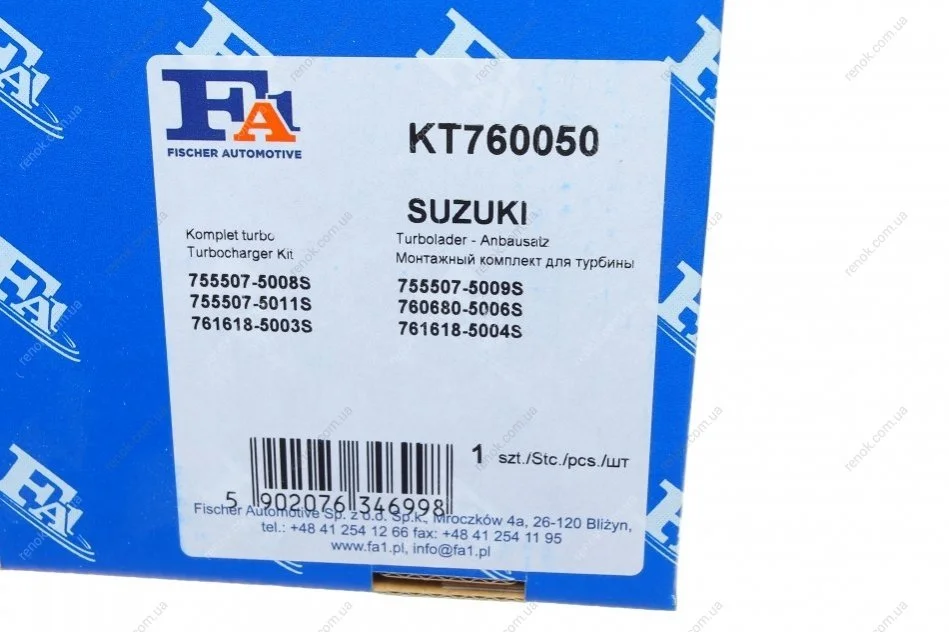 FA1
FISCHER AUTOMOTIVE
KT760050
SUZUKI
Komplet turbo
Turbocharger Kit
Turbolader - Anbausatz
Монтажный комплект для турбины
755507-5008S
755507-5011S
761618-5003S
755507-5009S
760680-5006S
761618-5004S
1 szt./Stc./pcs./шт
5 902076 346998
Fischer Automotive Sp. z o.o. Sp.k., Mroczków 4a, 26-120 Bliżyn,
tel.: +48 41 254 12 66 fax: +48 41 254 11 95
www.fa1.pl, info@fa1.pl
renok.com.ua